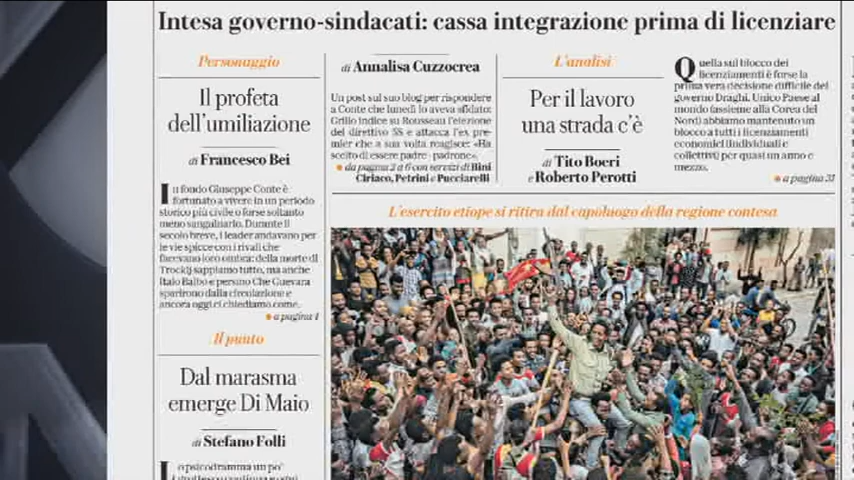 Intesa governo-sindacati: cassa integrazione prima di licenziare
Personaggio
Il profeta
dell'umiliazione
di Francesco Bei
In fondo Giuseppe Conte è
fortunato a vivere in un periodo
storico più civile o forse soltanto
meno sanguinario. Durante il
secolo breve, i leader andavano per
le vie spicce con i rivali che
facevano loro ombra: della morte di
Trockij sappiamo tutto, ma anche
Italo Balbo e persino Che Guevara
sparirono dalla circolazione e
ancora oggi ci chiediamo come.
a pagina 4
Il punto
Dal marasma
emerge Di Maio
di Stefano Folli
Lo psicodramma un po'
grottesco continua ogni
di Annalisa Cuzzocrea
Un post sul suo blog per rispondere
a Conte che lunedì lo aveva sfidato:
Grillo indice su Rousseau l'elezione
del direttivo 5S e attacca l'ex pre-
mier che a sua volta reagisce: «Ha
scelto di essere padre-padrone».
da pagina 2 a 6 con servizi di Bini
Ciriaco, Petrini e Pucciarelli
L'analisi
Per il lavoro
una strada c'è
di Tito Boeri
e Roberto Perotti
Quella sul blocco dei
licenziamenti è forse la
prima vera decisione difficile del
governo Draghi. Unico Paese al
mondo (assieme alla Corea del
Nord) abbiamo mantenuto un
blocco a tutti i licenziamenti
economici (individuali e
collettivi) per quasi un anno e
mezzo.
a pagina 31
L'esercito etiope si ritira dal capoluogo della regione contesa